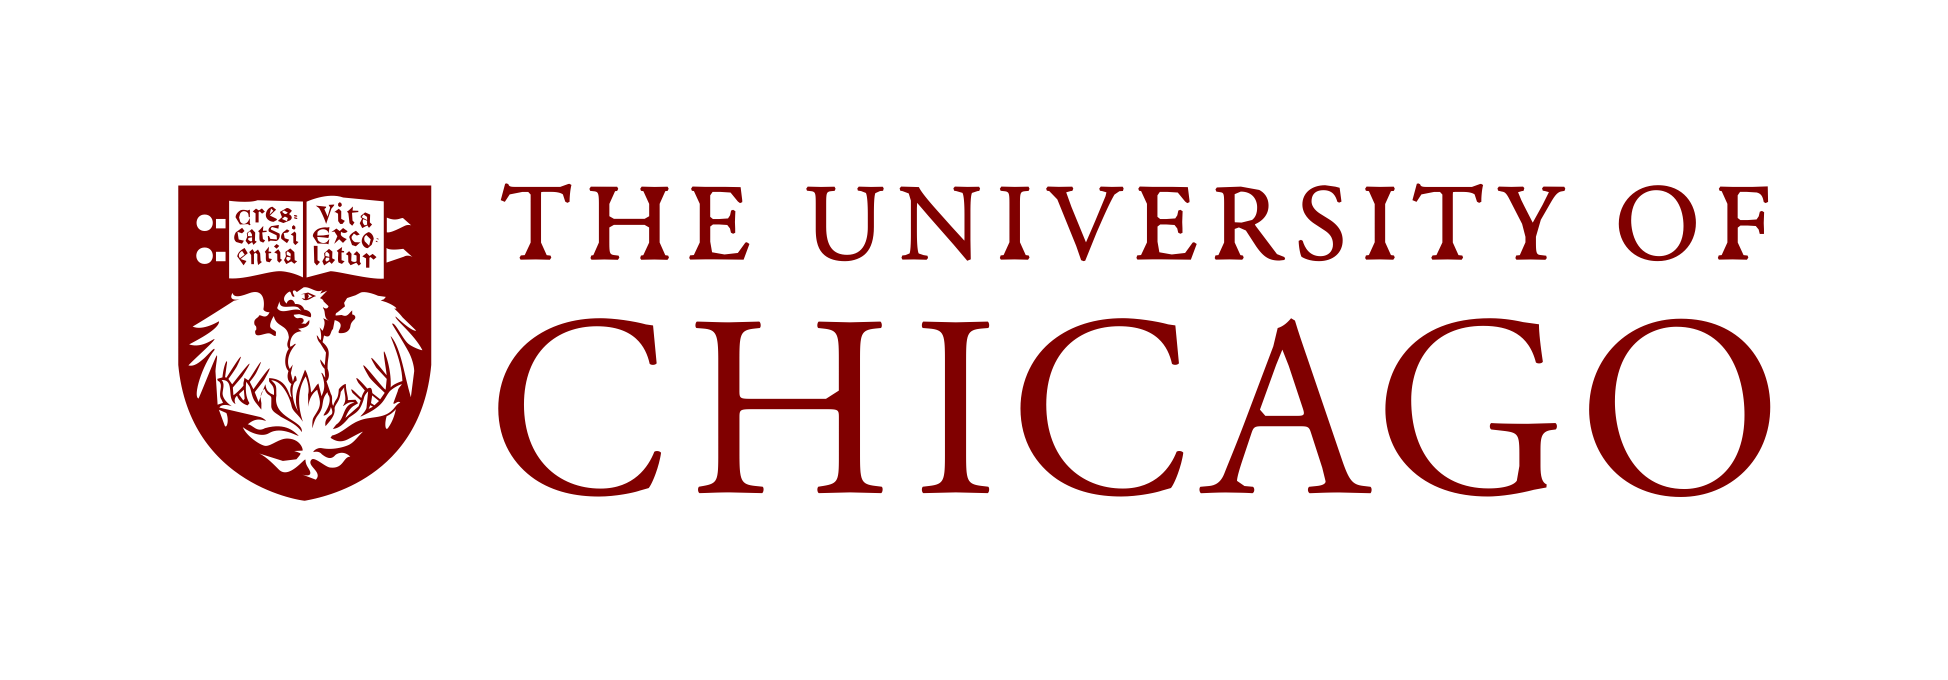 Cres-
catSci
entia
Vita
Exco-
latur
THE UNIVERSITY OF
CHICAGO